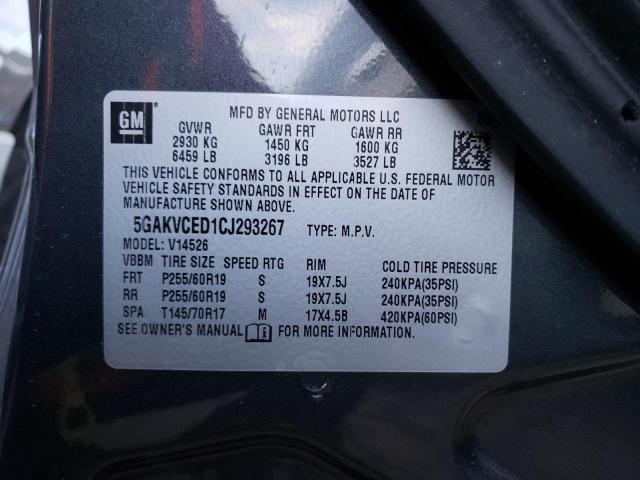 GM
MFD BY GENERAL MOTORS LLC
GVWR GAWR FRT GAWR RR
2930 KG 1450 KG 1600 KG
6459 LB 3196 LB 3527 LB
THIS VEHICLE CONFORMS TO ALL APPLICABLE U.S. FEDERAL MOTOR
VEHICLE SAFETY STANDARDS IN EFFECT ON THE DATE OF
MANUFACTURE SHOWN ABOVE.
5GAKVCED1CJ293267 TYPE: M.P.V.
MODEL: V14526
VBBM TIRE SIZE SPEED RTG RIM COLD TIRE PRESSURE
FRT P255/60R19 S 19X7.5J 240KPA(35PSI)
RR P255/60R19 S 19X7.5J 240KPA(35PSI)
SPA T145/70R17 M 17X4.5B 420KPA(60PSI)
SEE OWNER'S MANUAL FOR MORE INFORMATION.